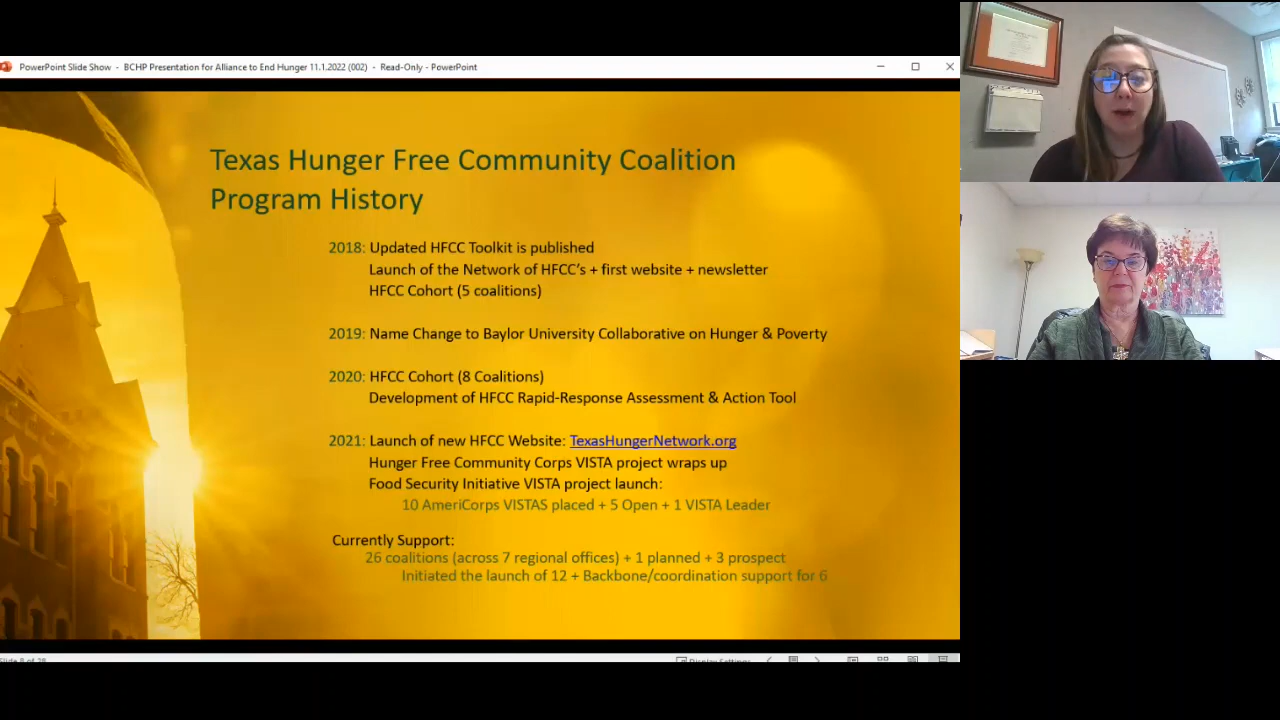 PowerPoint Slide Show - BCHP Presentation for Alliance to End Hunger 11.1.2022 (002) - Read-Only - PowerPoint
Texas Hunger Free Community Coalition
Program History
2018: Updated HFCC Toolkit is published
Launch of the Network of HFCC's + first website + newsletter
HFCC Cohort (5 coalitions)
2019: Name Change to Baylor University Collaborative on Hunger & Poverty
2020: HFCC Cohort (8 Coalitions)
Development of HFCC Rapid-Response Assessment & Action Tool
2021: Launch of new HFCC Website: TexasHungerNetwork.org
Hunger Free Community Corps VISTA project wraps up
Food Security Initiative VISTA project launch:
10 AmeriCorps VISTAS placed + 5 Open + 1 VISTA Leader
Currently Support:
26 coalitions (across 7 regional offices) + 1 planned + 3 prospect
Initiated the launch of 12 + Backbone/coordination support for 6
Slide 8 of 28
Display Settings